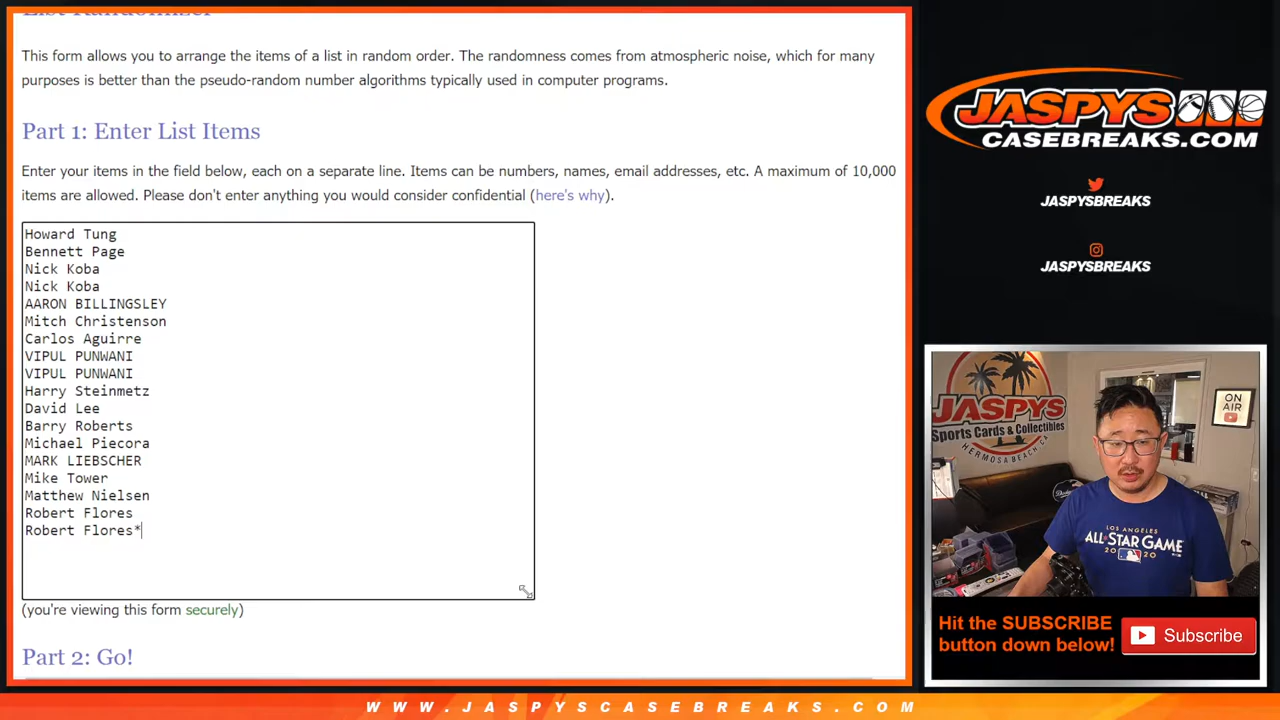 List Randomizer
This form allows you to arrange the items of a list in random order. The randomness comes from atmospheric noise, which for many
purposes is better than the pseudo-random number algorithms typically used in computer programs.
Part 1: Enter List Items
Enter your items in the field below, each on a separate line. Items can be numbers, names, email addresses, etc. A maximum of 10,000
items are allowed. Please don't enter anything you would consider confidential (here's why).
Howard Tung
Bennett Page
Nick Koba
Nick Koba
AARON BILLINGSLEY
Mitch Christenson
Carlos Aguirre
VIPUL PUNWANI
VIPUL PUNWANI
Harry Steinmetz
David Lee
Barry Roberts
Michael Piecora
MARK LIEBSCHER
Mike Tower
Matthew Nielsen
Robert Flores
Robert Flores*
(you're viewing this form securely)
Part 2: Go!
JASPYS
CASEBREAKS.COM
JASPYSBREAKS
JASPYSBREAKS
JASPYS
Sports Cards & Collectibles
HERMOSA BEACH, CA
ON
AIR
LOS ANGELES
ALL-STAR GAME
2020
Hit the SUBSCRIBE
button down below!
Subscribe
WWW.JASPYSCASEBREAKS.COM